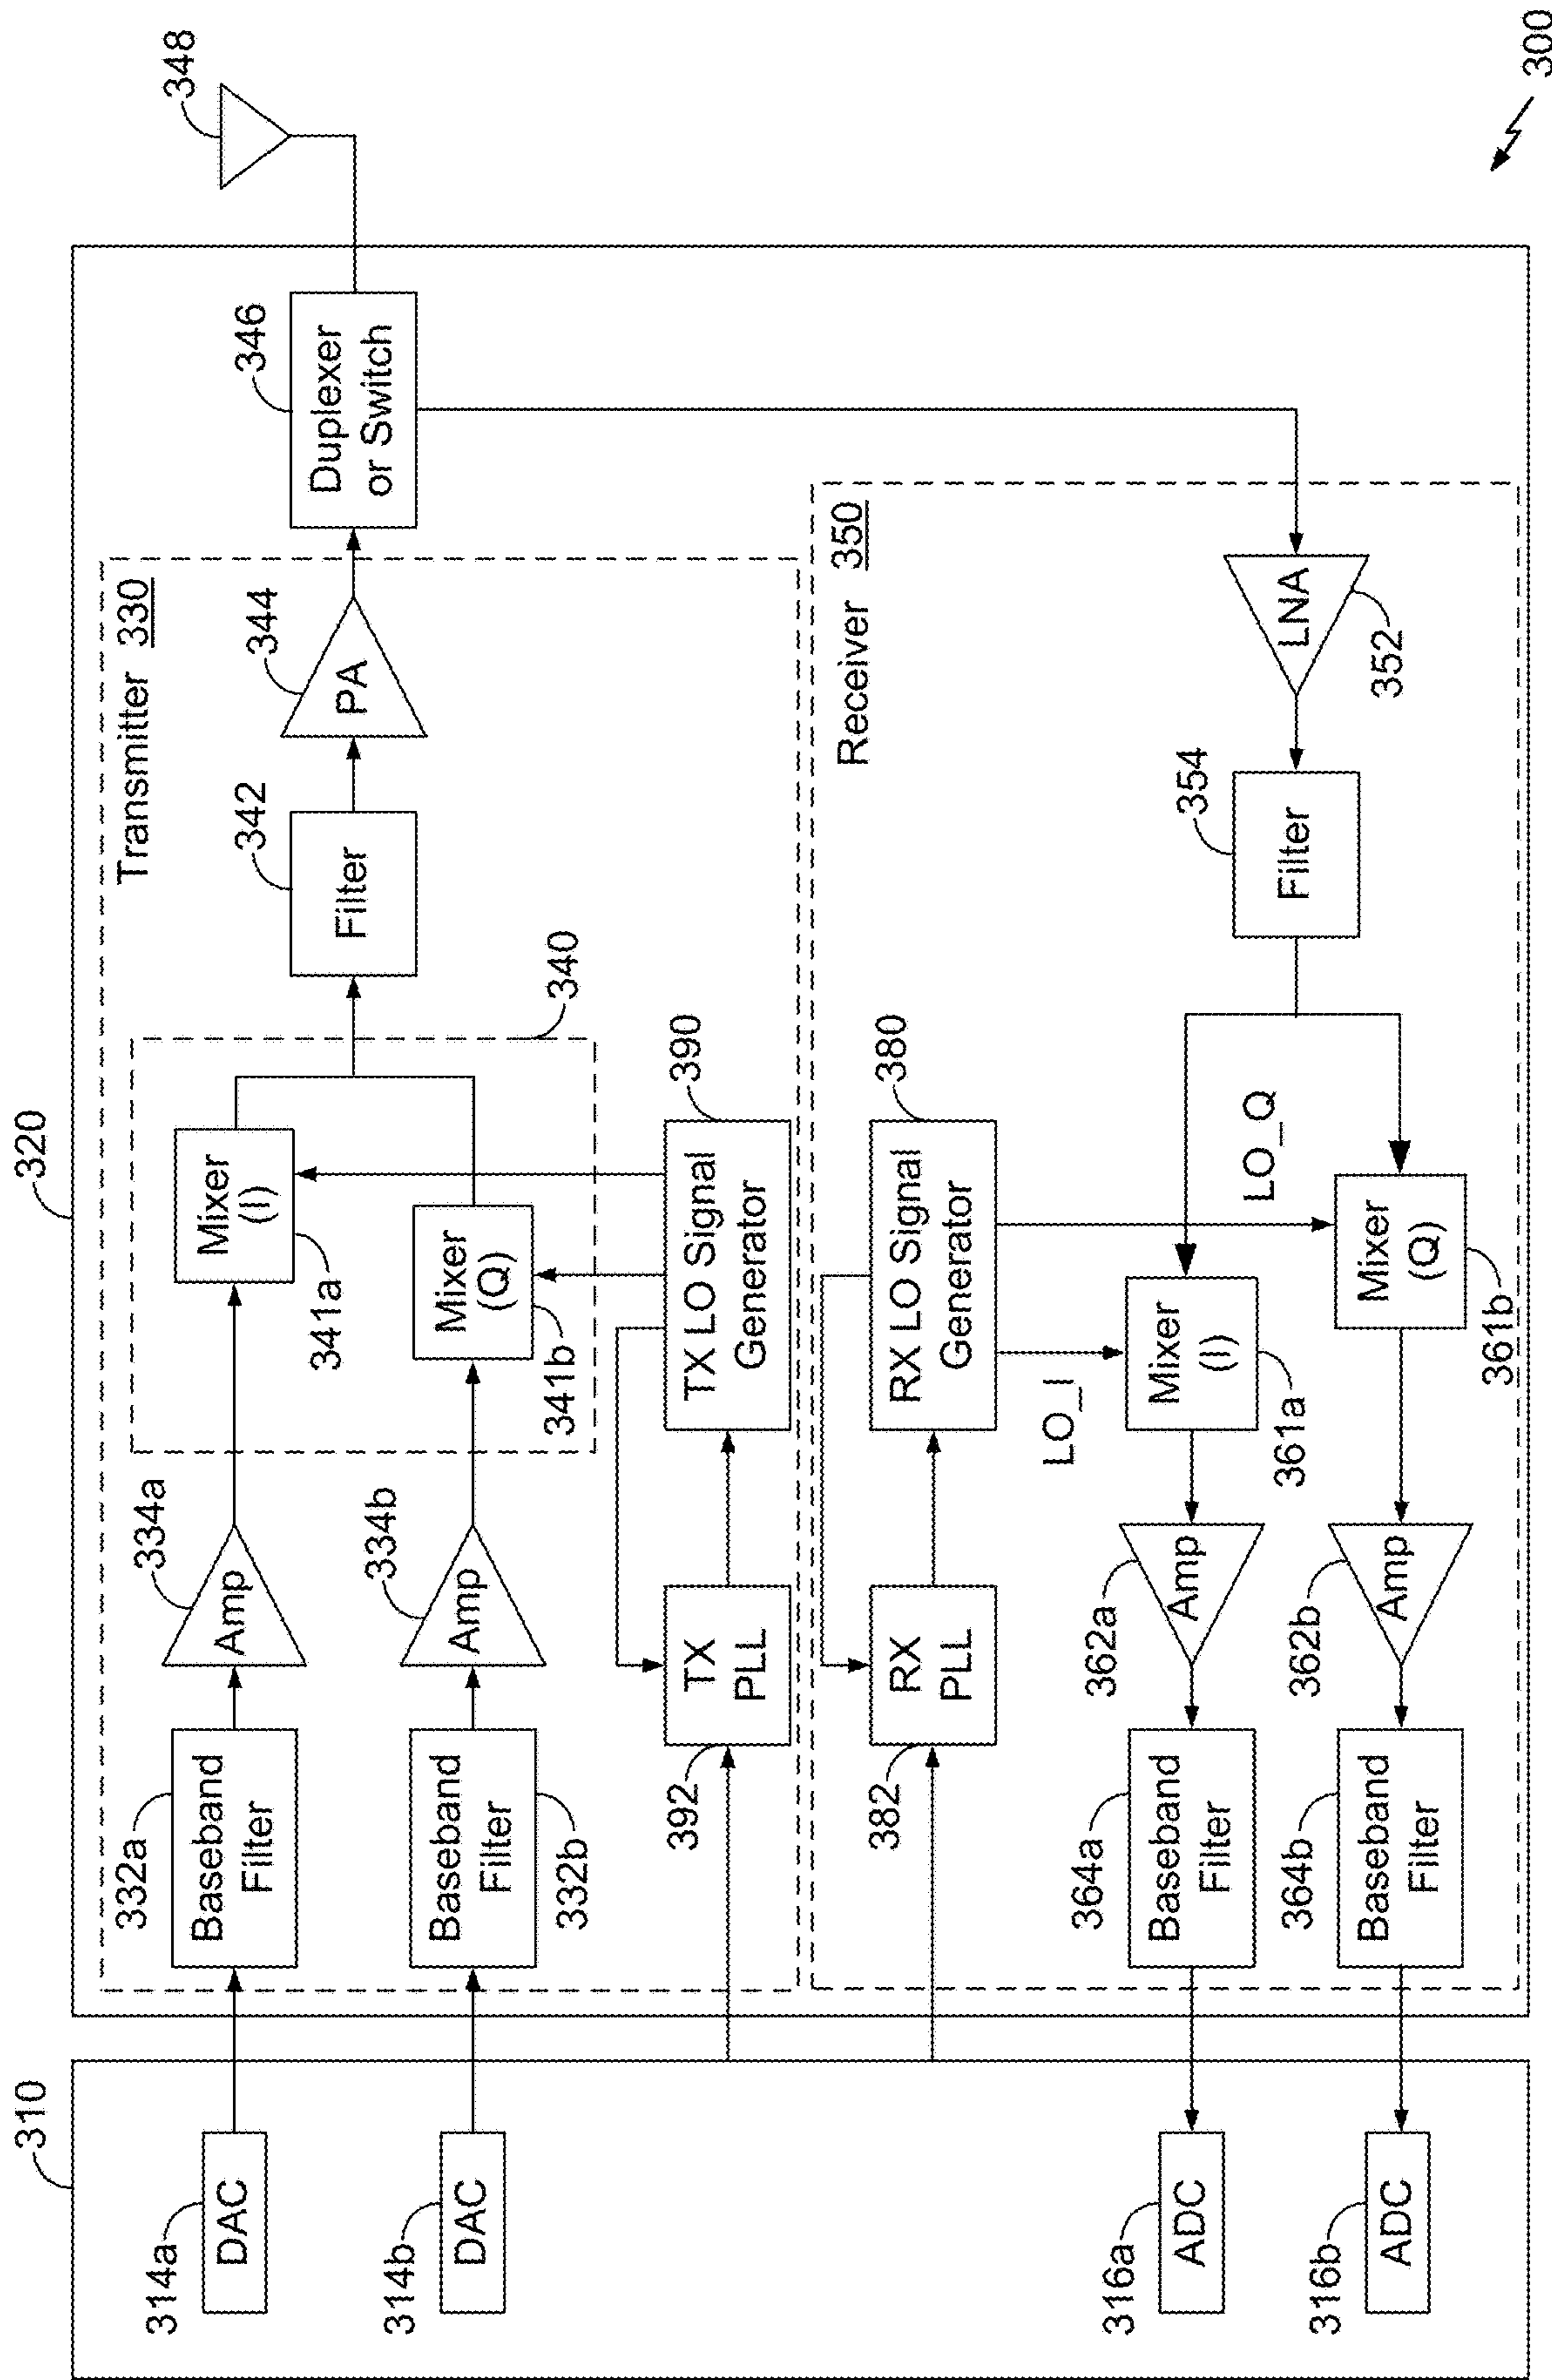 310
320
314a
DAC
332a
Baseband
Filter
334a
Amp
341a
Mixer
(I)
340
Transmitter 330
342
Filter
344
PA
346
Duplexer
or Switch
348
314b
DAC
332b
Baseband
Filter
334b
Amp
341b
Mixer
(Q)
392
TX
PLL
390
TX LO Signal
Generator
Receiver 350
382
RX
PLL
380
RX LO Signal
Generator
LO_I
LO_Q
316a
ADC
364a
Baseband
Filter
362a
Amp
361a
Mixer
(I)
354
Filter
352
LNA
316b
ADC
364b
Baseband
Filter
362b
Amp
361b
Mixer
(Q)
300